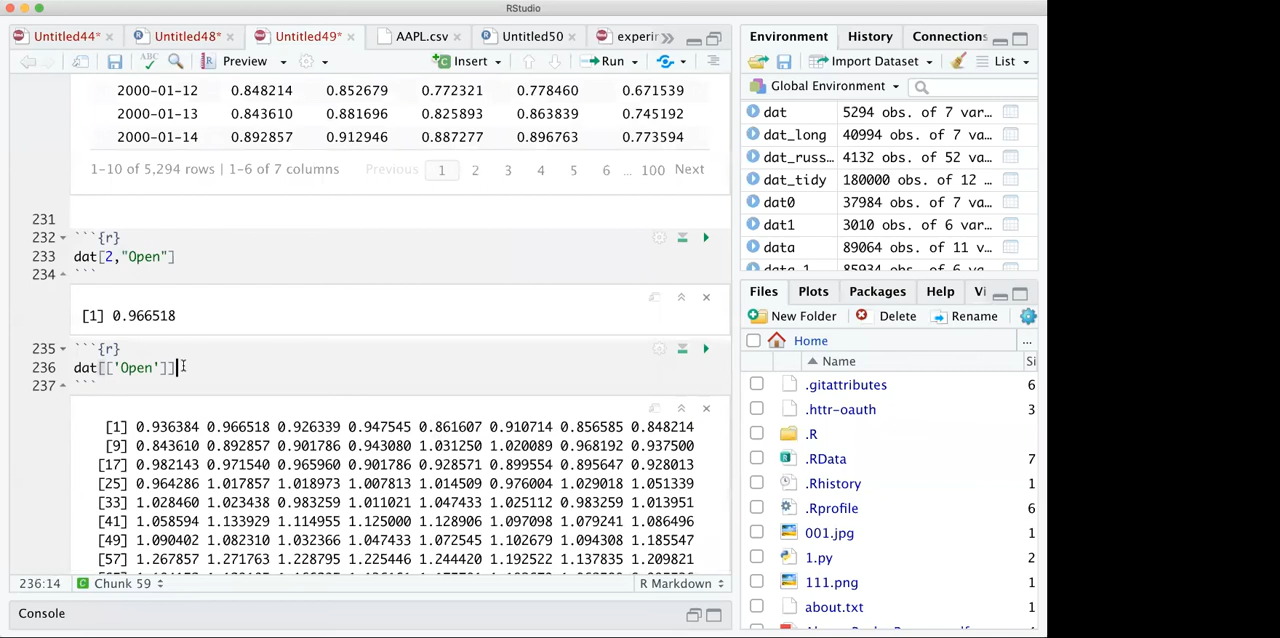 RStudio
Untitled44* × Untitled48* × Untitled49* × AAPL.csv × Untitled50 × experir
Preview Insert Run
2000-01-12 0.848214 0.852679 0.772321 0.778460 0.671539
2000-01-13 0.843610 0.881696 0.825893 0.863839 0.745192
2000-01-14 0.892857 0.912946 0.887277 0.896763 0.773594
1-10 of 5,294 rows | 1-6 of 7 columns Previous 1 2 3 4 5 6 ... 100 Next
231
232 ```{r}
233 dat[2,"Open"]
234 ```
[1] 0.966518
235 ```{r}
236 dat[['Open']]
237 ```
[1] 0.936384 0.966518 0.926339 0.947545 0.861607 0.910714 0.856585 0.848214
[9] 0.843610 0.892857 0.901786 0.943080 1.031250 1.020089 0.968192 0.937500
[17] 0.982143 0.971540 0.965960 0.901786 0.928571 0.899554 0.895647 0.928013
[25] 0.964286 1.017857 1.018973 1.007813 1.014509 0.976004 1.029018 1.051339
[33] 1.028460 1.023438 0.983259 1.011021 1.047433 1.025112 0.983259 1.013951
[41] 1.058594 1.133929 1.114955 1.125000 1.128906 1.097098 1.079241 1.086496
[49] 1.090402 1.082310 1.032366 1.047433 1.072545 1.102679 1.094308 1.185547
[57] 1.267857 1.271763 1.228795 1.225446 1.244420 1.192522 1.137835 1.209821
236:14 Chunk 59 R Markdown
Console
Environment History Connections
Import Dataset List
Global Environment
dat 5294 obs. of 7 var...
dat_long 40994 obs. of 7 va...
dat_russ... 4132 obs. of 52 va...
dat_tidy 180000 obs. of 12 ...
dat0 37984 obs. of 7 va...
dat1 3010 obs. of 6 var...
data 89064 obs. of 11 v...
Files Plots Packages Help Vi
New Folder Delete Rename
Home ...
Name Si
.gitattributes 6
.httr-oauth 3
.R
.RData 7
.Rhistory 1
.Rprofile 6
001.jpg 1
1.py 2
111.png 1
about.txt 1